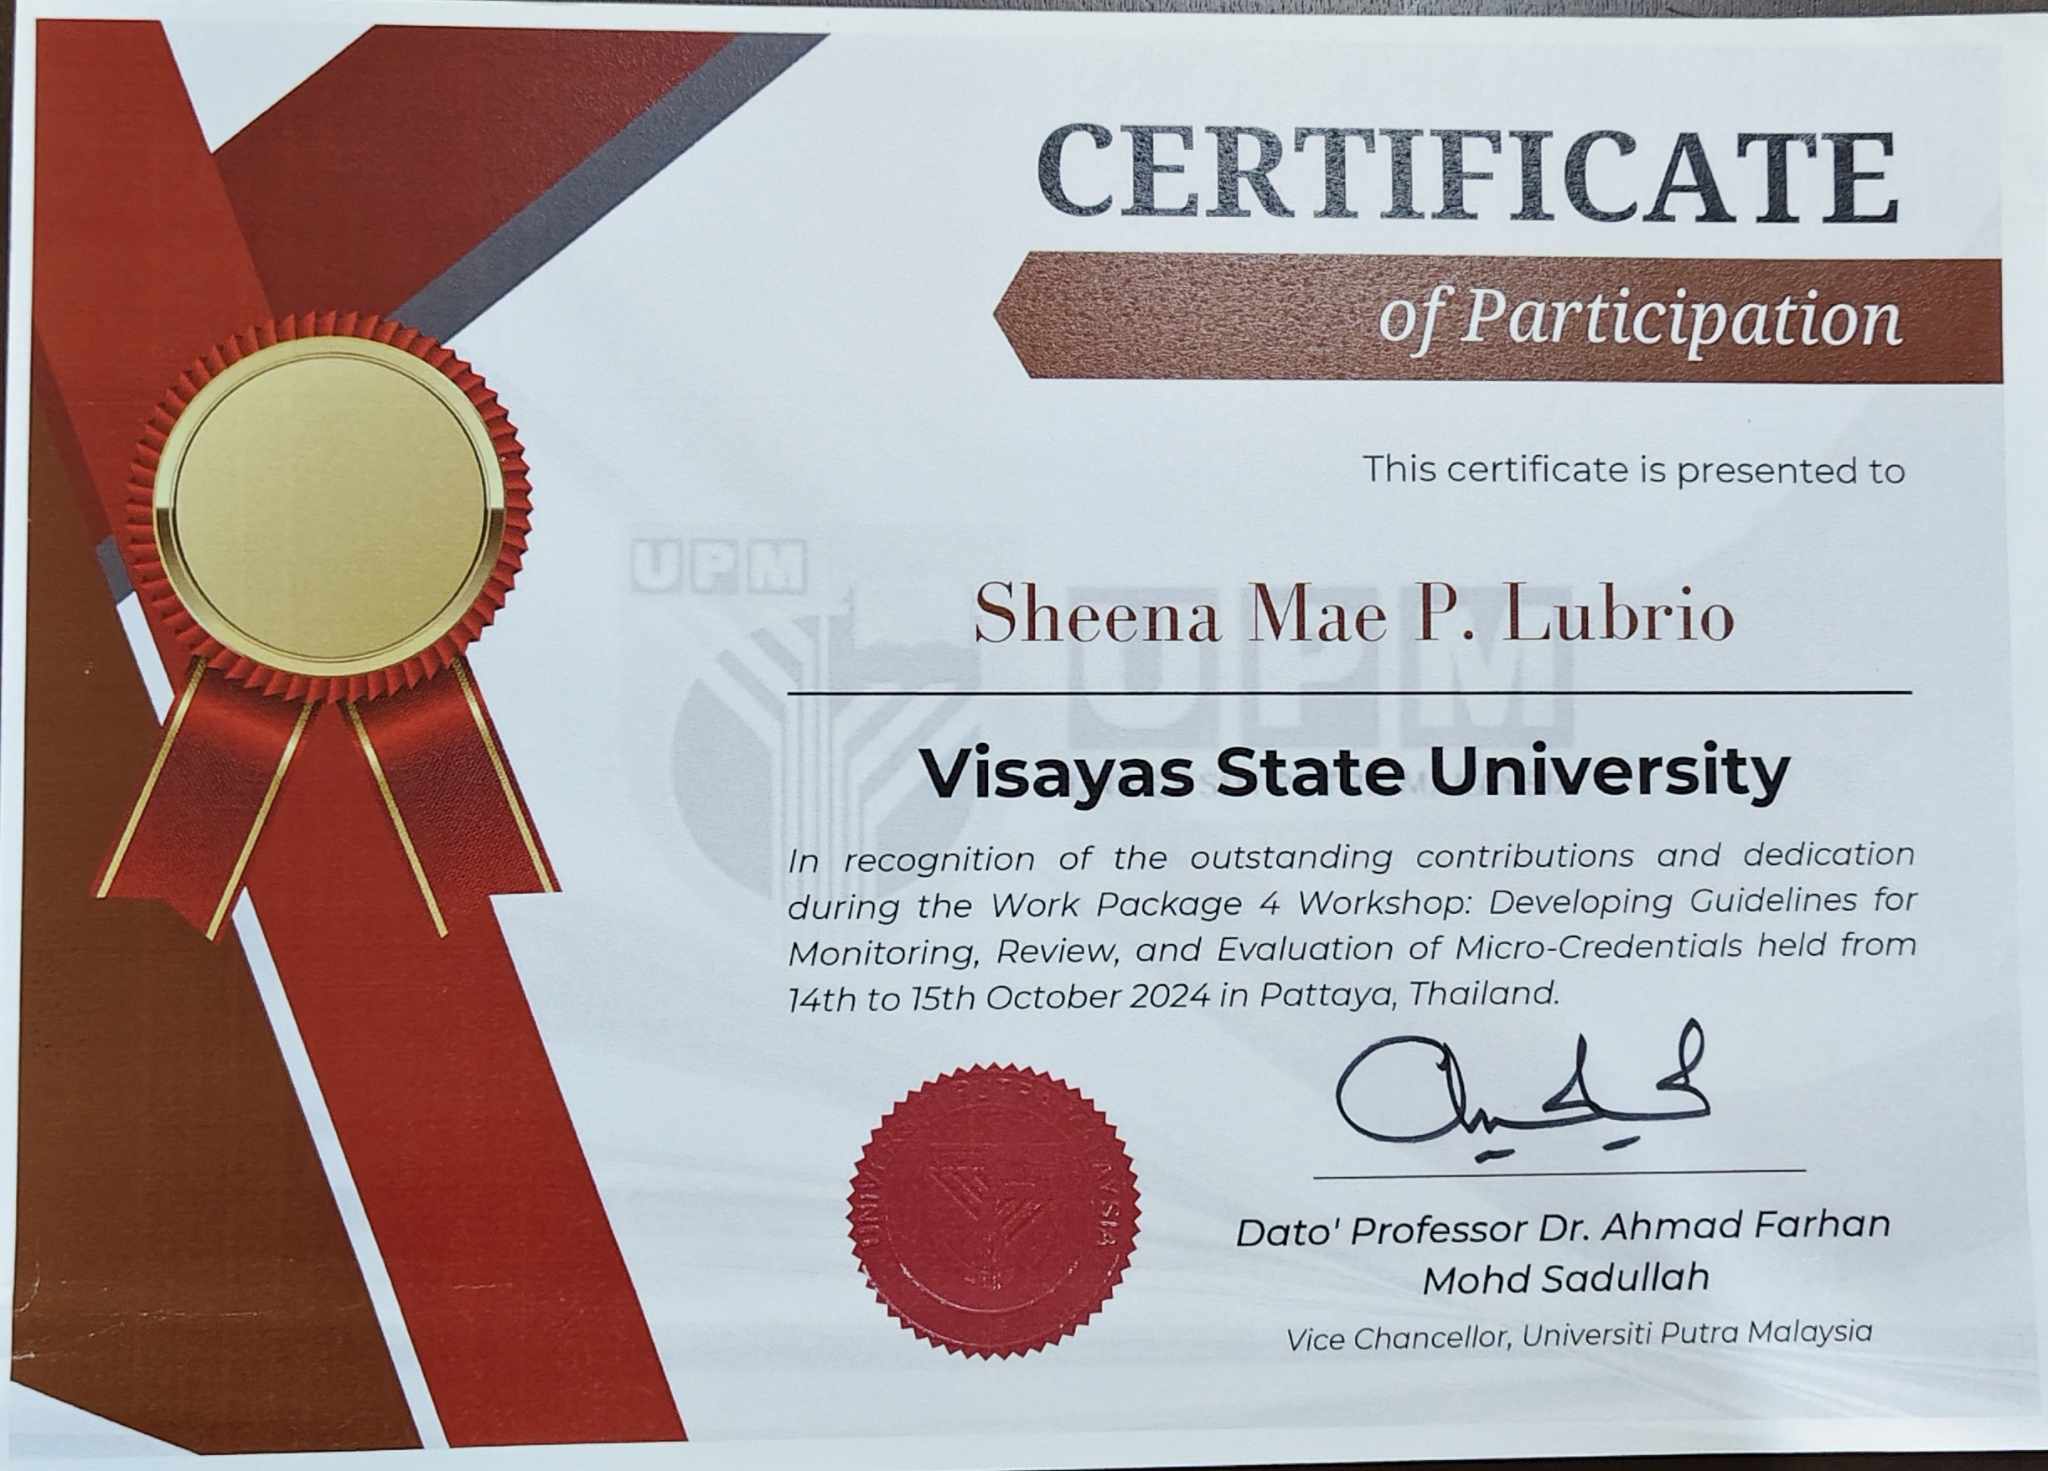 CERTIFICATE
of Participation
This certificate is presented to
UPM
UPM
Sheena Mae P. Lubrio
Visayas State University
In recognition of the outstanding contributions and dedication
during the Work Package 4 Workshop: Developing Guidelines for
Monitoring, Review, and Evaluation of Micro-Credentials held from
14th to 15th October 2024 in Pattaya, Thailand.
Dato' Professor Dr. Ahmad Farhan
Mohd Sadullah
Vice Chancellor, Universiti Putra Malaysia